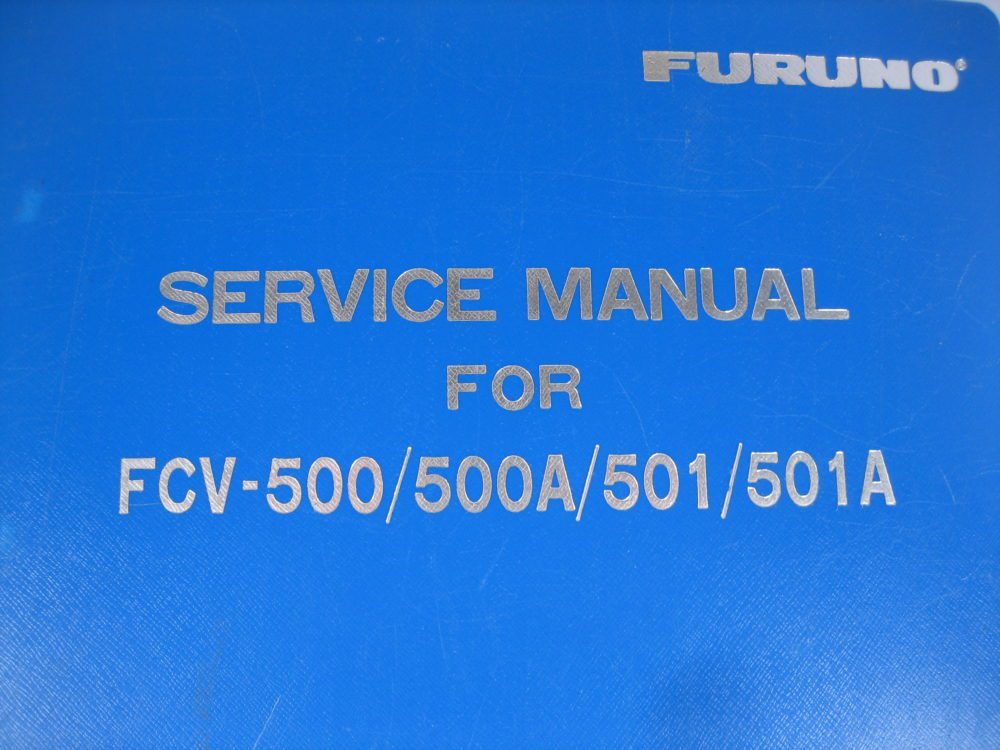 FURUNO®
SERVICE MANUAL
FOR
FCV-500/500A/501/501A